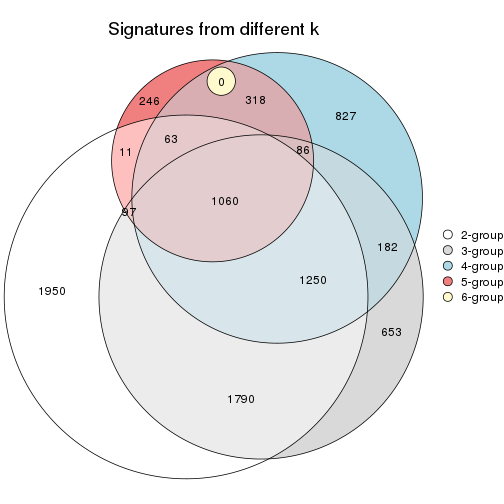 Signatures from different k
0
246
318
827
63
11
86
1060
97
182
1250
1950
653
1790
2-group
3-group
4-group
5-group
6-group